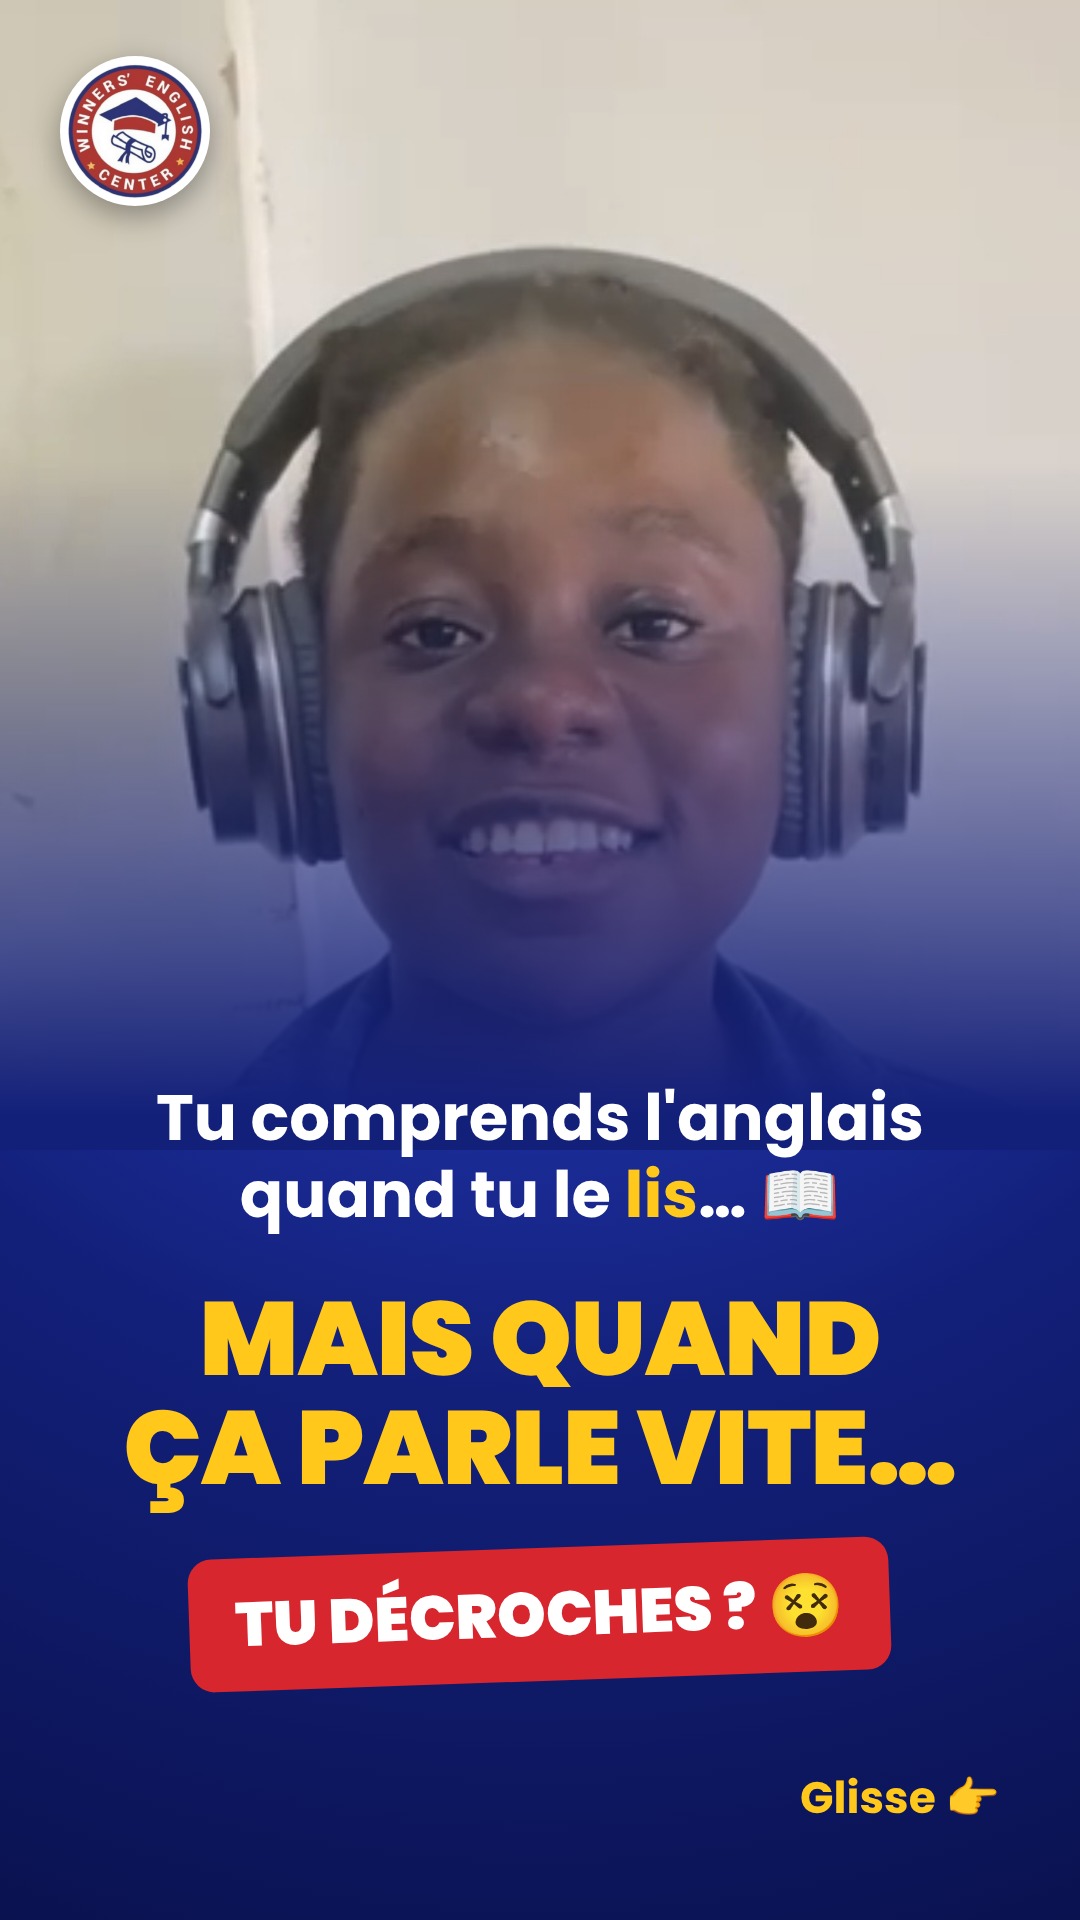 WINNERS' ENGLISH
CENTER
Tu comprends l'anglais
quand tu le lis... 📖
MAIS QUAND
ÇA PARLE VITE...
TU DÉCROCHES ? 😵
Glisse 👉